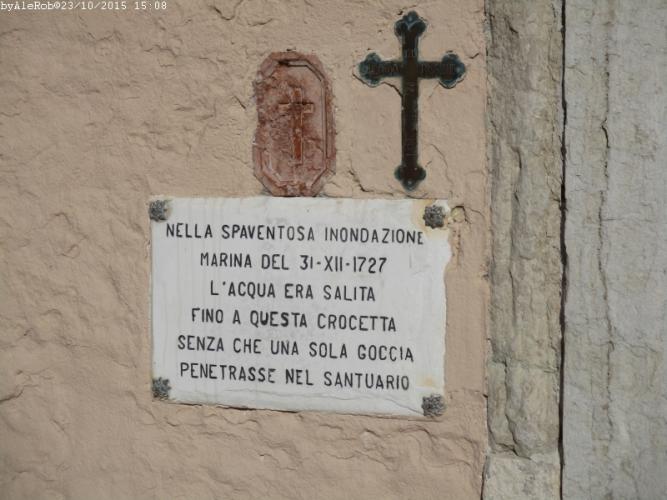 byAleRob©23/10/2015 15:08
NELLA SPAVENTOSA INONDAZIONE
MARINA DEL 31-XII-1727
L'ACQUA ERA SALITA
FINO A QUESTA CROCETTA
SENZA CHE UNA SOLA GOCCIA
PENETRASSE NEL SANTUARIO